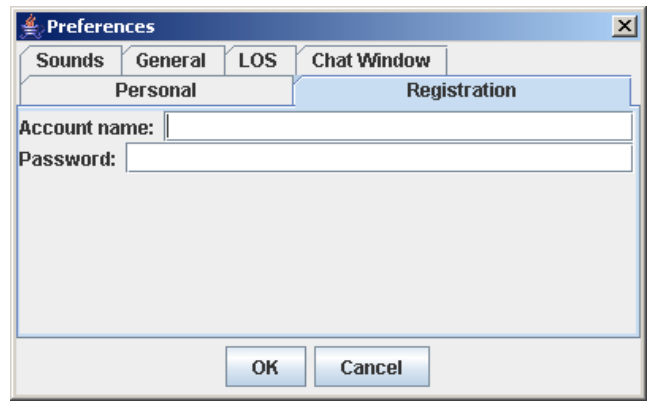 Preferences
Sounds General LOS Chat Window
Personal Registration
Account name:
Password:
OK Cancel